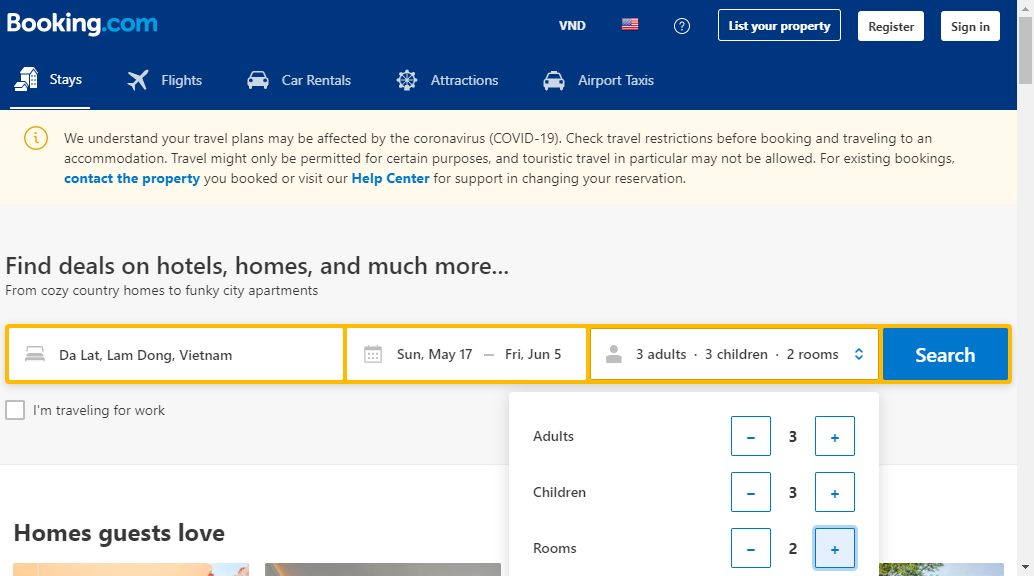 Booking.com
VND
List your property
Register
Sign in
Stays
Flights
Car Rentals
Attractions
Airport Taxis
We understand your travel plans may be affected by the coronavirus (COVID-19). Check travel restrictions before booking and traveling to an
accommodation. Travel might only be permitted for certain purposes, and touristic travel in particular may not be allowed. For existing bookings,
contact the property you booked or visit our Help Center for support in changing your reservation.
Find deals on hotels, homes, and much more...
From cozy country homes to funky city apartments
Da Lat, Lam Dong, Vietnam
Sun, May 17 — Fri, Jun 5
3 adults · 3 children · 2 rooms
Search
I'm traveling for work
Adults − 3 +
Children − 3 +
Rooms − 2 +
Homes guests love